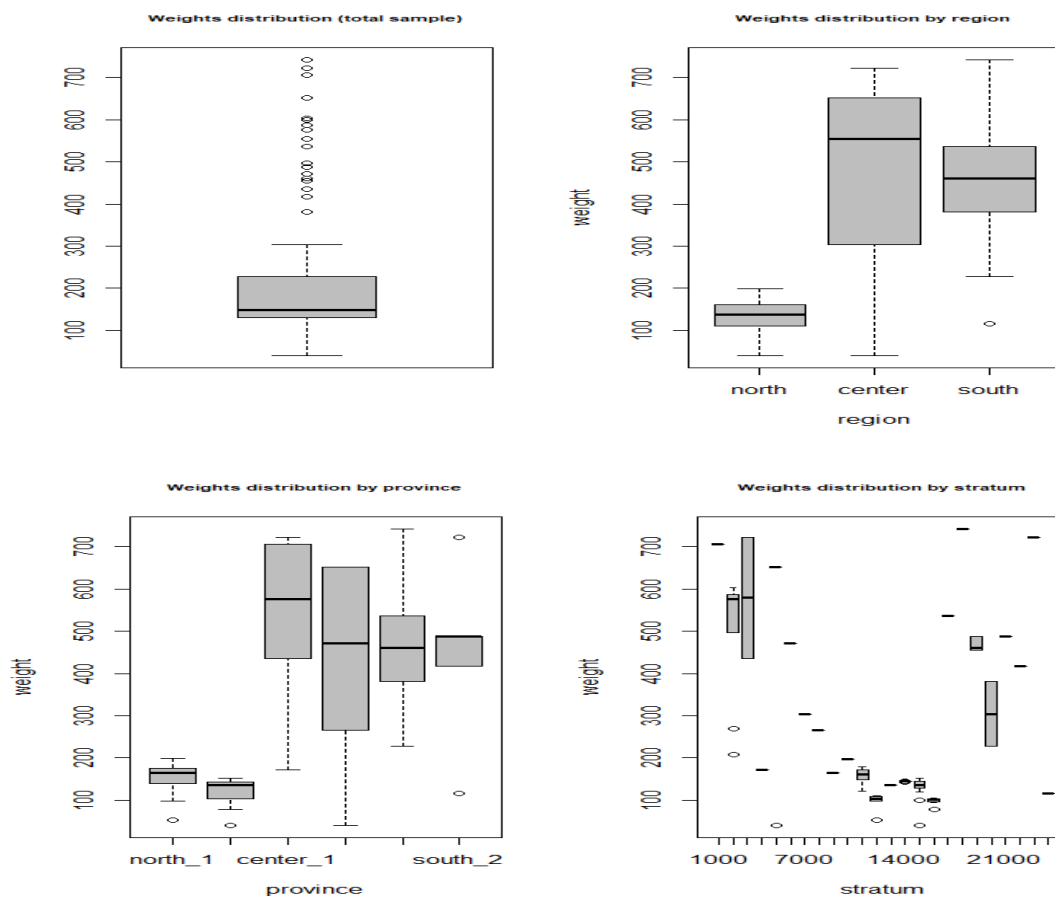 Weights distribution (total sample)
700
600
500
400
300
200
100
Weights distribution by region
weight
700
600
500
400
300
200
100
north center south
region
Weights distribution by province
weight
700
600
500
400
300
200
100
north_1 center_1 south_2
province
Weights distribution by stratum
weight
700
600
500
400
300
200
100
1000 7000 14000 21000
stratum